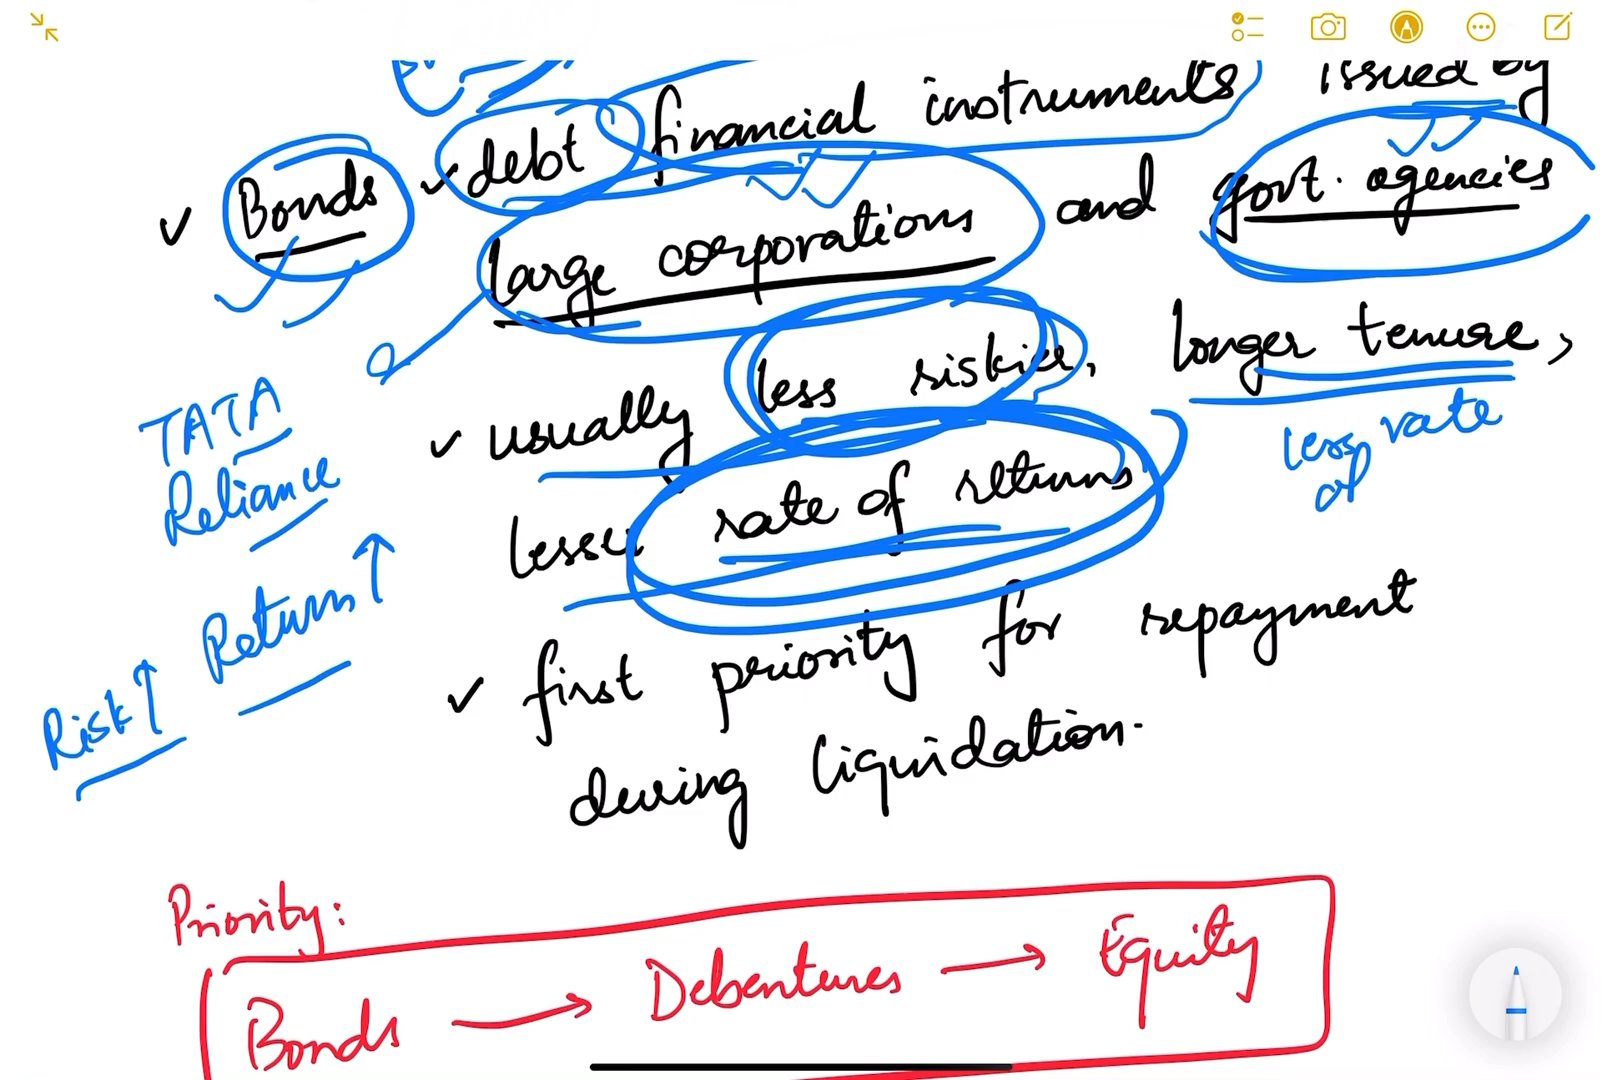 issued by
✓ Bonds ✓ debt financial instruments
large corporations and govt. agencies
✓ usually less riskier, longer tenure,
lesser rate of returns
less rate
of
TATA
Reliance
Risk↑ Return↑
✓ first priority for repayment
during liquidation.
Priority:
Bonds → Debentures → Equity